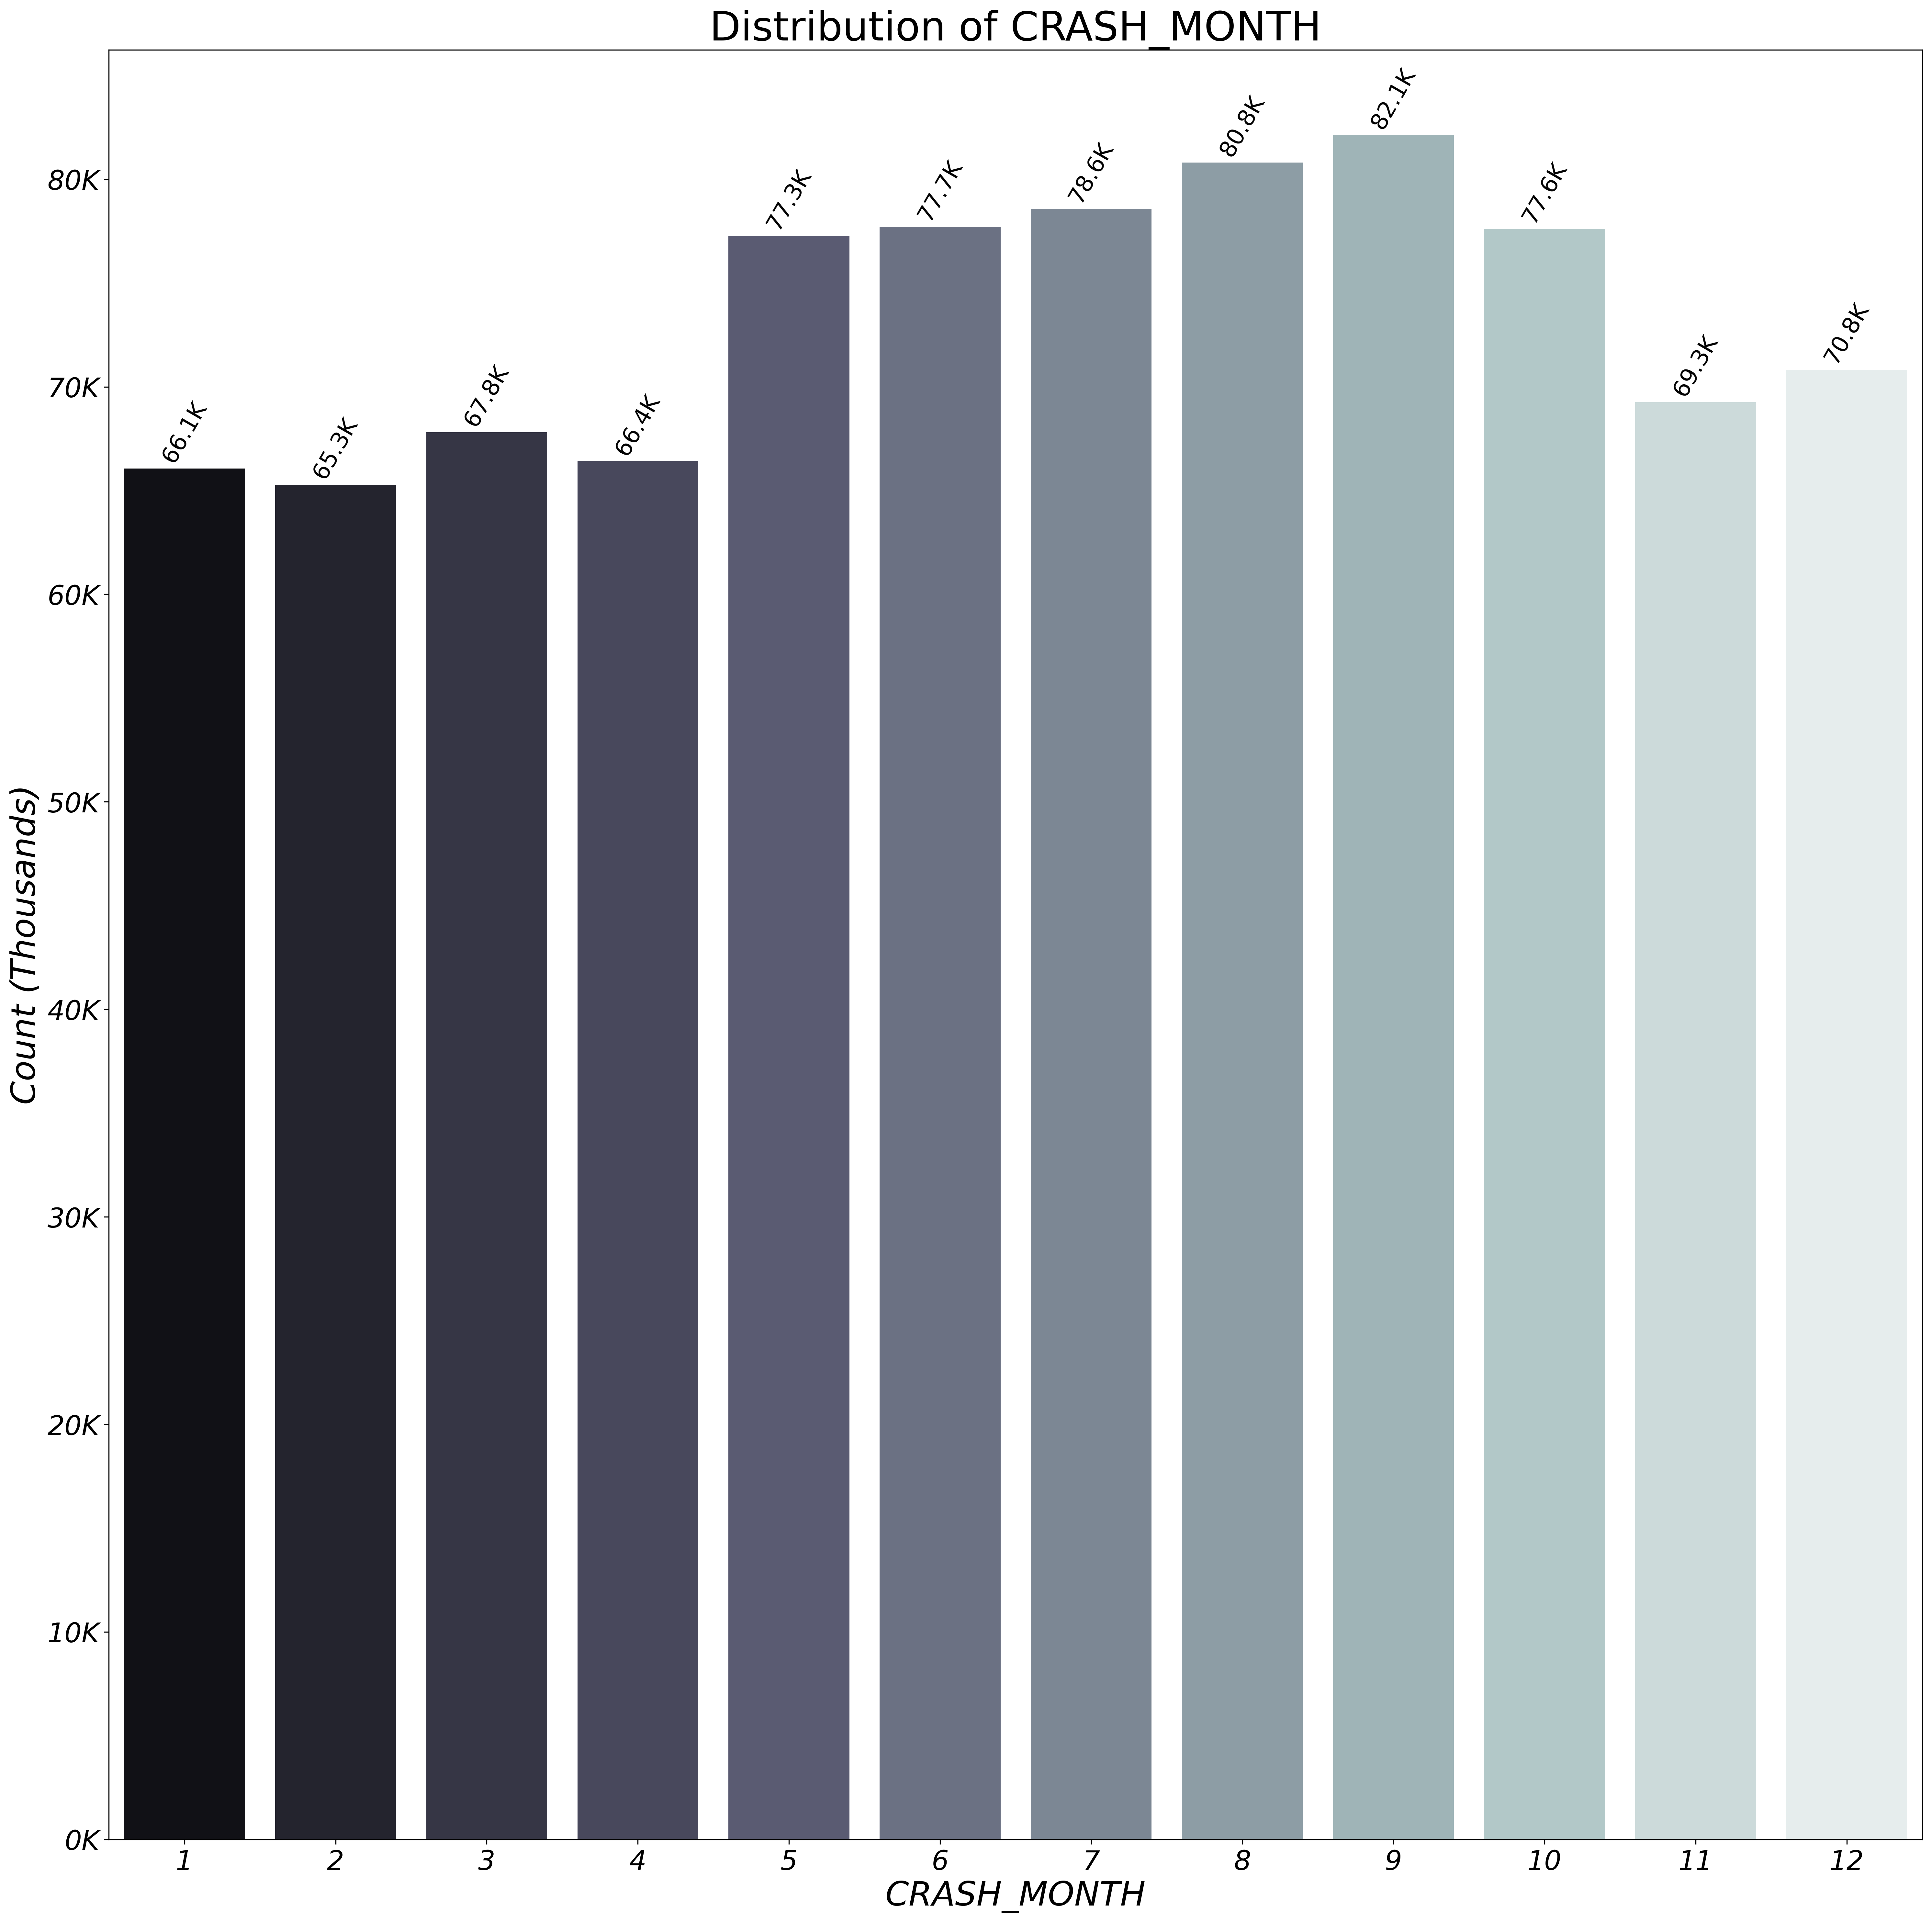 Distribution of CRASH_MONTH
Count (Thousands)
80K
70K
60K
50K
40K
30K
20K
10K
0K
66.1K
65.3K
67.8K
66.4K
77.3K
77.7K
78.6K
80.8K
82.1K
77.6K
69.3K
70.8K
1 2 3 4 5 6 7 8 9 10 11 12
CRASH_MONTH